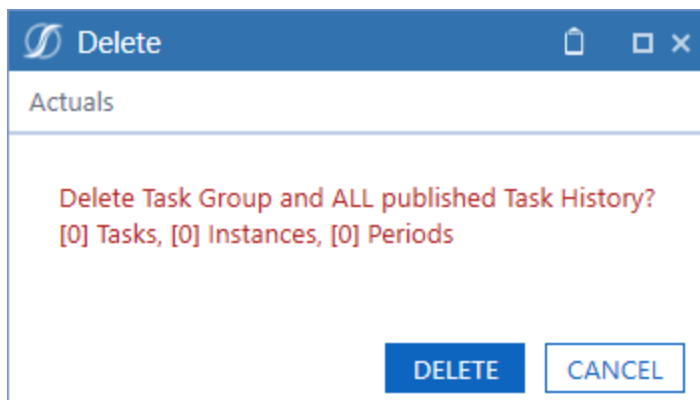 Delete
Actuals
Delete Task Group and ALL published Task History?
[0] Tasks, [0] Instances, [0] Periods
DELETE CANCEL